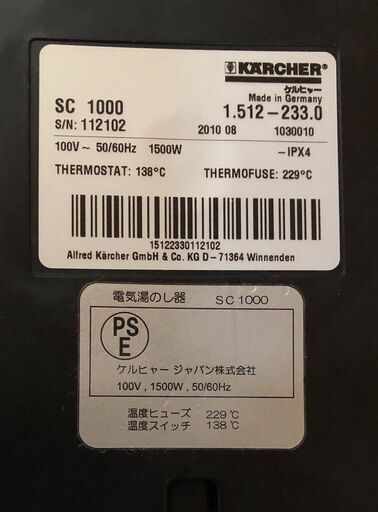 KÄRCHER
ケルヒャー
SC 1000
Made in Germany
S/N: 112102
1.512-233.0
2010 08
1030010
100V ~ 50/60Hz 1500W
-IPX4
THERMOSTAT: 138°C
THERMOFUSE: 229°C
15122330112102
Alfred Kärcher GmbH & Co. KG D - 71364 Winnenden
電気湯のし器 SC 1000
PS
E
ケルヒャー ジャパン株式会社
100V , 1500W , 50/60Hz
温度ヒューズ 229℃
温度スイッチ 138℃